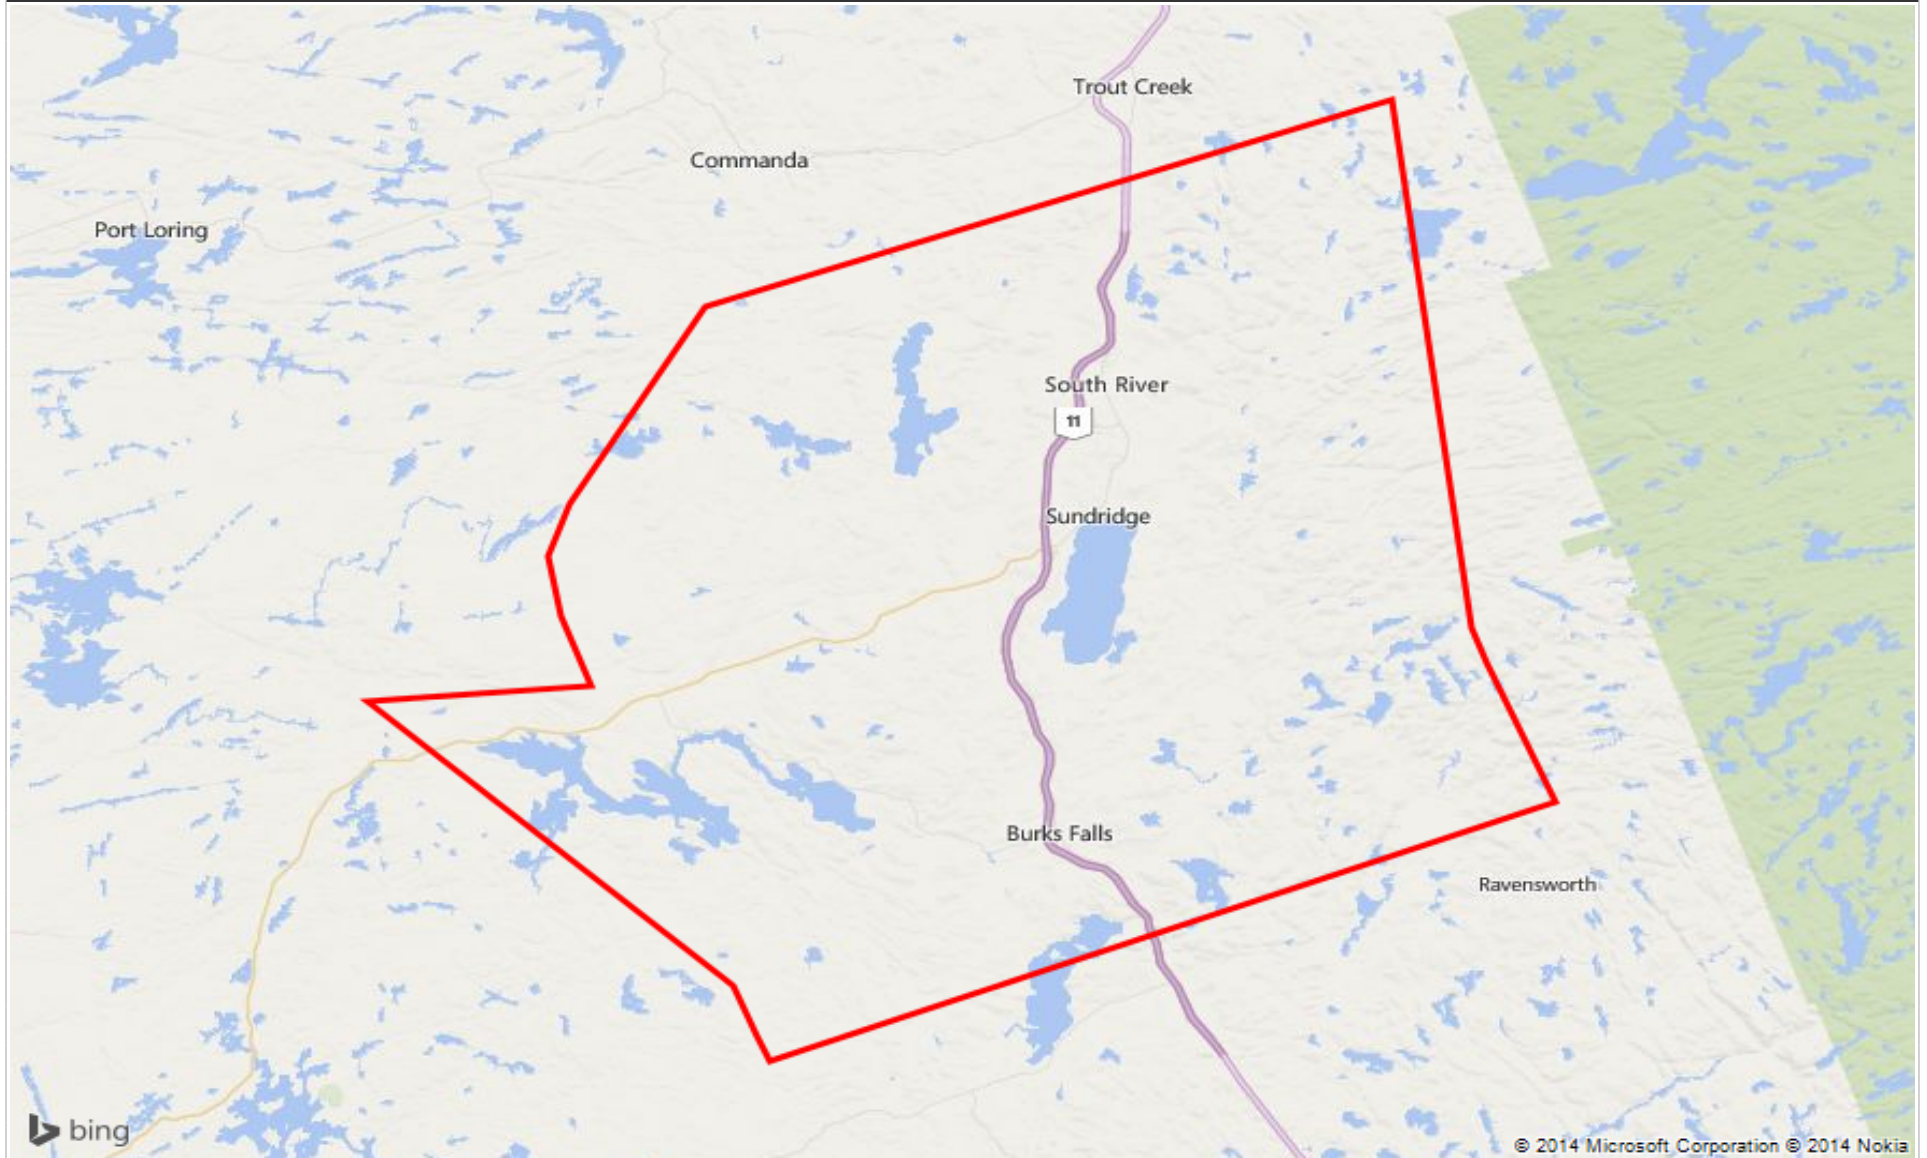 Trout Creek
Commanda
Port Loring
South River
11
Sundridge
Burks Falls
Ravensworth
bing
© 2014 Microsoft Corporation © 2014 Nokia